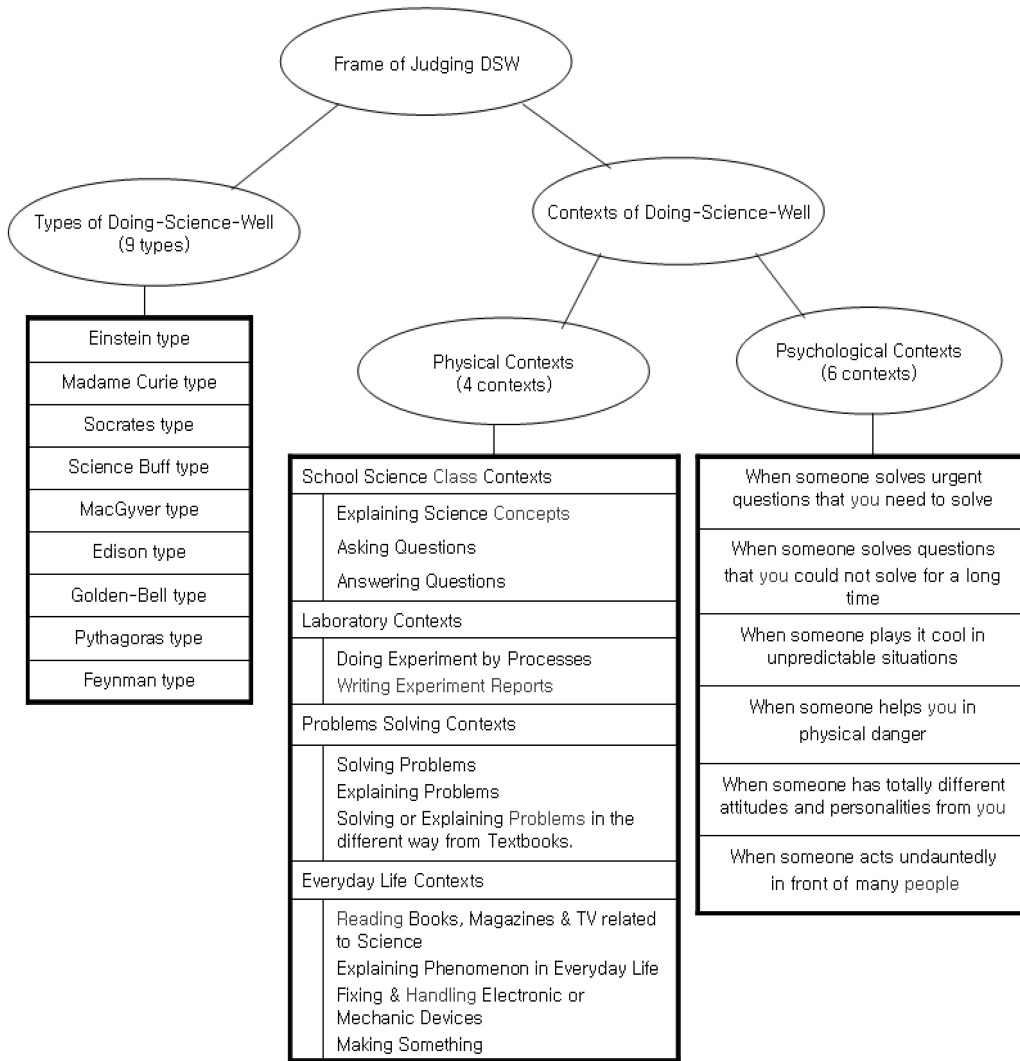 Frame of Judging DSW
Types of Doing-Science-Well
(9 types)
Contexts of Doing-Science-Well
Einstein type
Madame Curie type
Socrates type
Science Buff type
MacGyver type
Edison type
Golden-Bell type
Pythagoras type
Feynman type
Physical Contexts
(4 contexts)
Psychological Contexts
(6 contexts)
School Science Class Contexts
Explaining Science Concepts
Asking Questions
Answering Questions
Laboratory Contexts
Doing Experiment by Processes
Writing Experiment Reports
Problems Solving Contexts
Solving Problems
Explaining Problems
Solving or Explaining Problems in the
different way from Textbooks.
Everyday Life Contexts
Reading Books, Magazines & TV related
to Science
Explaining Phenomenon in Everyday Life
Fixing & Handling Electronic or
Mechanic Devices
Making Something
When someone solves urgent
questions that you need to solve
When someone solves questions
that you could not solve for a long
time
When someone plays it cool in
unpredictable situations
When someone helps you in
physical danger
When someone has totally different
attitudes and personalities from you
When someone acts undauntedly
in front of many people